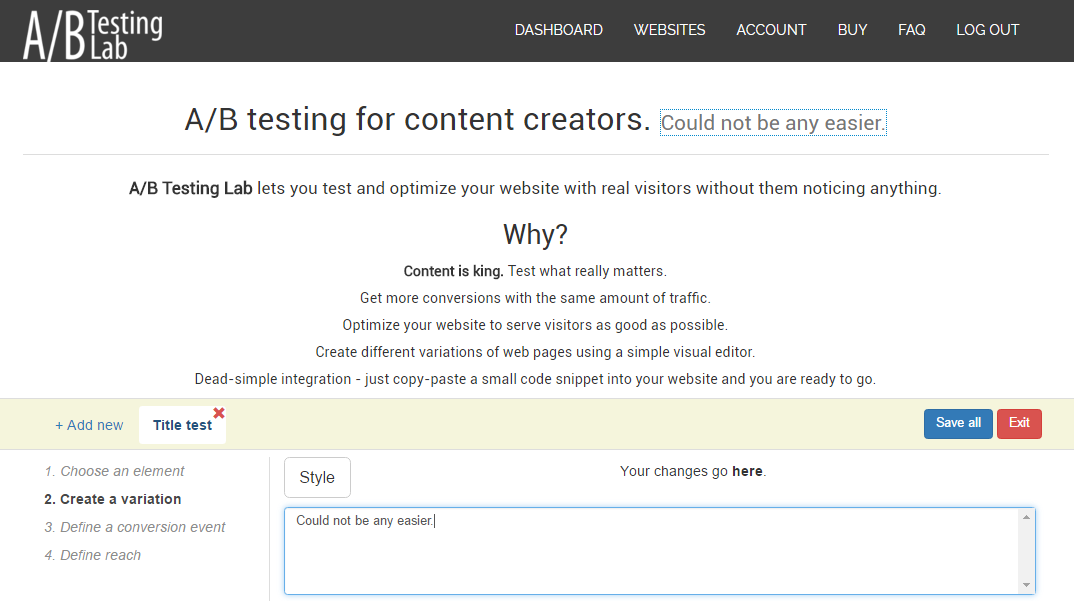 A/B Testing Lab
DASHBOARD WEBSITES ACCOUNT BUY FAQ LOG OUT
A/B testing for content creators. Could not be any easier.
A/B Testing Lab lets you test and optimize your website with real visitors without them noticing anything.
Why?
Content is king. Test what really matters.
Get more conversions with the same amount of traffic.
Optimize your website to serve visitors as good as possible.
Create different variations of web pages using a simple visual editor.
Dead-simple integration - just copy-paste a small code snippet into your website and you are ready to go.
+ Add new Title test Save all Exit
1. Choose an element
2. Create a variation
3. Define a conversion event
4. Define reach
Style Your changes go here.
Could not be any easier.